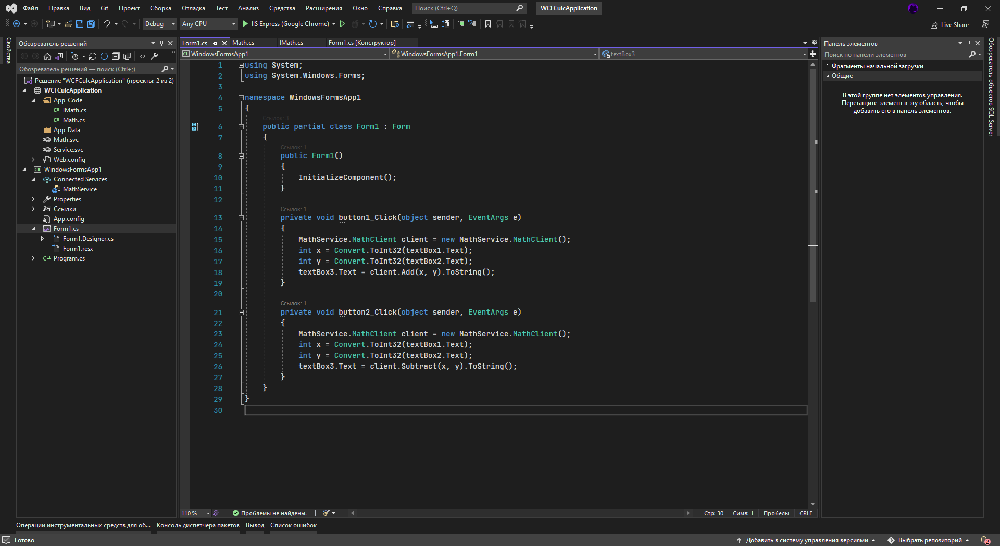 Файл Правка Вид Git Проект Сборка Отладка Тест Анализ Средства Расширения Окно Справка Поиск (Ctrl+Q) WCFCulcApplication
Debug Any CPU IIS Express (Google Chrome) Live Share
Свойства
Обозреватель решений
Обозреватель решений — поиск (Ctrl+;)
Решение "WCFCulcApplication" (проекты: 2 из 2)
WCFCulcApplication
App_Code
C# IMath.cs
C# Math.cs
App_Data
Math.svc
Service.svc
Web.config
C# WindowsFormsApp1
Connected Services
MathService
Properties
Ссылки
App.config
Form1.cs
Form1.Designer.cs
Form1.resx
C# Program.cs
Form1.cs Math.cs IMath.cs Form1.cs [Конструктор]
C# WindowsFormsApp1 WindowsFormsApp1.Form1 textBox3
1 using System;
2 using System.Windows.Forms;
3
4 namespace WindowsFormsApp1
5 {
Ссылок: 3
6 public partial class Form1 : Form
7 {
Ссылок: 1
8 public Form1()
9 {
10 InitializeComponent();
11 }
12
Ссылок: 1
13 private void button1_Click(object sender, EventArgs e)
14 {
15 MathService.MathClient client = new MathService.MathClient();
16 int x = Convert.ToInt32(textBox1.Text);
17 int y = Convert.ToInt32(textBox2.Text);
18 textBox3.Text = client.Add(x, y).ToString();
19 }
20
Ссылок: 1
21 private void button2_Click(object sender, EventArgs e)
22 {
23 MathService.MathClient client = new MathService.MathClient();
24 int x = Convert.ToInt32(textBox1.Text);
25 int y = Convert.ToInt32(textBox2.Text);
26 textBox3.Text = client.Subtract(x, y).ToString();
27 }
28 }
29 }
30
110 % Проблемы не найдены. Стр: 30 Симв: 1 Пробелы CRLF
Панель элементов
Поиск по панели элементов
Фрагменты начальной загрузки
Общие
В этой группе нет элементов управления.
Перетащите элемент в эту область, чтобы
добавить его в панель элементов.
Обозреватель объектов SQL Server
Операции инструментальных средств для об... Консоль диспетчера пакетов Вывод Список ошибок
Готово Добавить в систему управления версиями Выбрать репозиторий 2